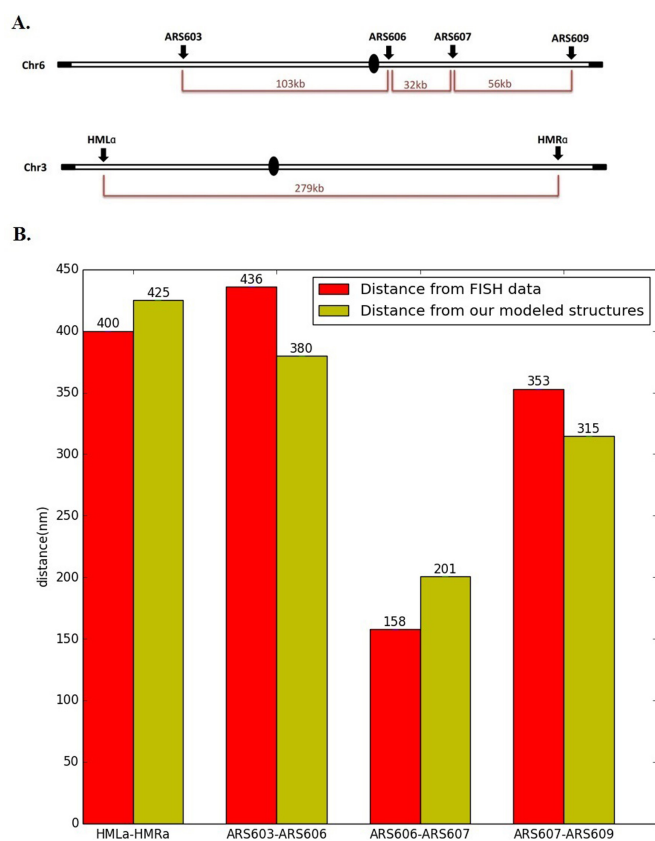 A.
ARS603 ARS606 ARS607 ARS609
Chr6
103kb 32kb 56kb
HMLα HMRα
Chr3
279kb
B.
450
400
350
300
250
200
150
100
50
0
distance(nm)
Distance from FISH data
Distance from our modeled structures
400 425 436 380 158 201 353 315
HMLa-HMRa ARS603-ARS606 ARS606-ARS607 ARS607-ARS609